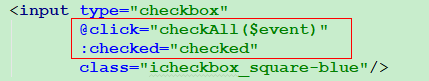 <input type="checkbox"
@click="checkAll($event)"
:checked="checked"
class="icheckbox_square-blue"/>